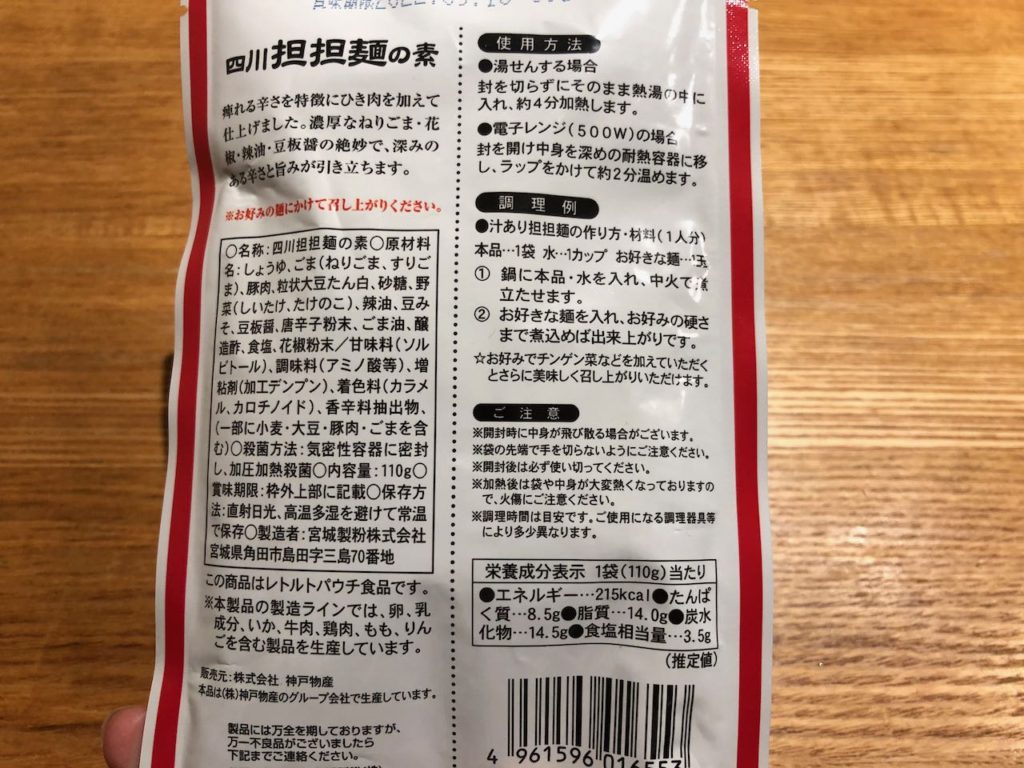 四川担担麺の素
痺れる辛さを特徴にひき肉を加えて
仕上げました。濃厚なねりごま・花
椒・辣油・豆板醤の絶妙で、深みの
ある辛さと旨みが引き立ちます。
※お好みの麺にかけて召し上がりください。
〇名称:四川担担麺の素〇原材料
名:しょうゆ、ごま(ねりごま、すりご
ま)、豚肉、粒状大豆たん白、砂糖、野
菜(しいたけ、たけのこ)、辣油、豆み
そ、豆板醤、唐辛子粉末、ごま油、醸
造酢、食塩、花椒粉末/甘味料(ソル
ビトール)、調味料(アミノ酸等)、増
粘剤(加工デンプン)、着色料(カラメ
ル、カロチノイド)、香辛料抽出物、
(一部に小麦・大豆・豚肉・ごまを含
む)〇殺菌方法:気密性容器に密封
し、加圧加熱殺菌〇内容量:110g〇
賞味期限:枠外上部に記載〇保存方
法:直射日光、高温多湿を避けて常温
で保存〇製造者:宮城製粉株式会社
宮城県角田市島田字三島70番地
この商品はレトルトパウチ食品です。
※本製品の製造ラインでは、卵、乳
成分、いか、牛肉、鶏肉、もも、りん
ごを含む製品を生産しています。
販売元:株式会社 神戸物産
本品は(株)神戸物産のグループ会社で生産しています。
製品には万全を期しておりますが、
万一不良品がございましたら
下記までご連絡ください。
使用方法
●湯せんする場合
封を切らずにそのまま熱湯の中に
入れ、約4分加熱します。
●電子レンジ(500W)の場合
封を開け中身を深めの耐熱容器に移
し、ラップをかけて約2分温めます。
調理例
●汁あり担担麺の作り方・材料(1人分)
本品…1袋 水…1カップ お好きな麺…1玉
① 鍋に本品・水を入れ、中火で煮
立たせます。
② お好きな麺を入れ、お好みの硬さ
まで煮込めば出来上がりです。
☆お好みでチンゲン菜などを加えていただく
とさらに美味しく召し上がりいただけます。
ご注意
※開封時に中身が飛び散る場合がございます。
※袋の先端で手を切らないようにご注意ください。
※開封後は必ず使い切ってください。
※加熱後は袋や中身が大変熱くなっておりますの
で、火傷にご注意ください。
※調理時間は目安です。ご使用になる調理器具等
により多少異なります。
栄養成分表示 1袋(110g)当たり
●エネルギー…215kcal●たんぱ
く質…8.5g●脂質…14.0g●炭水
化物…14.5g●食塩相当量…3.5g
(推定値)
4 961596 016553